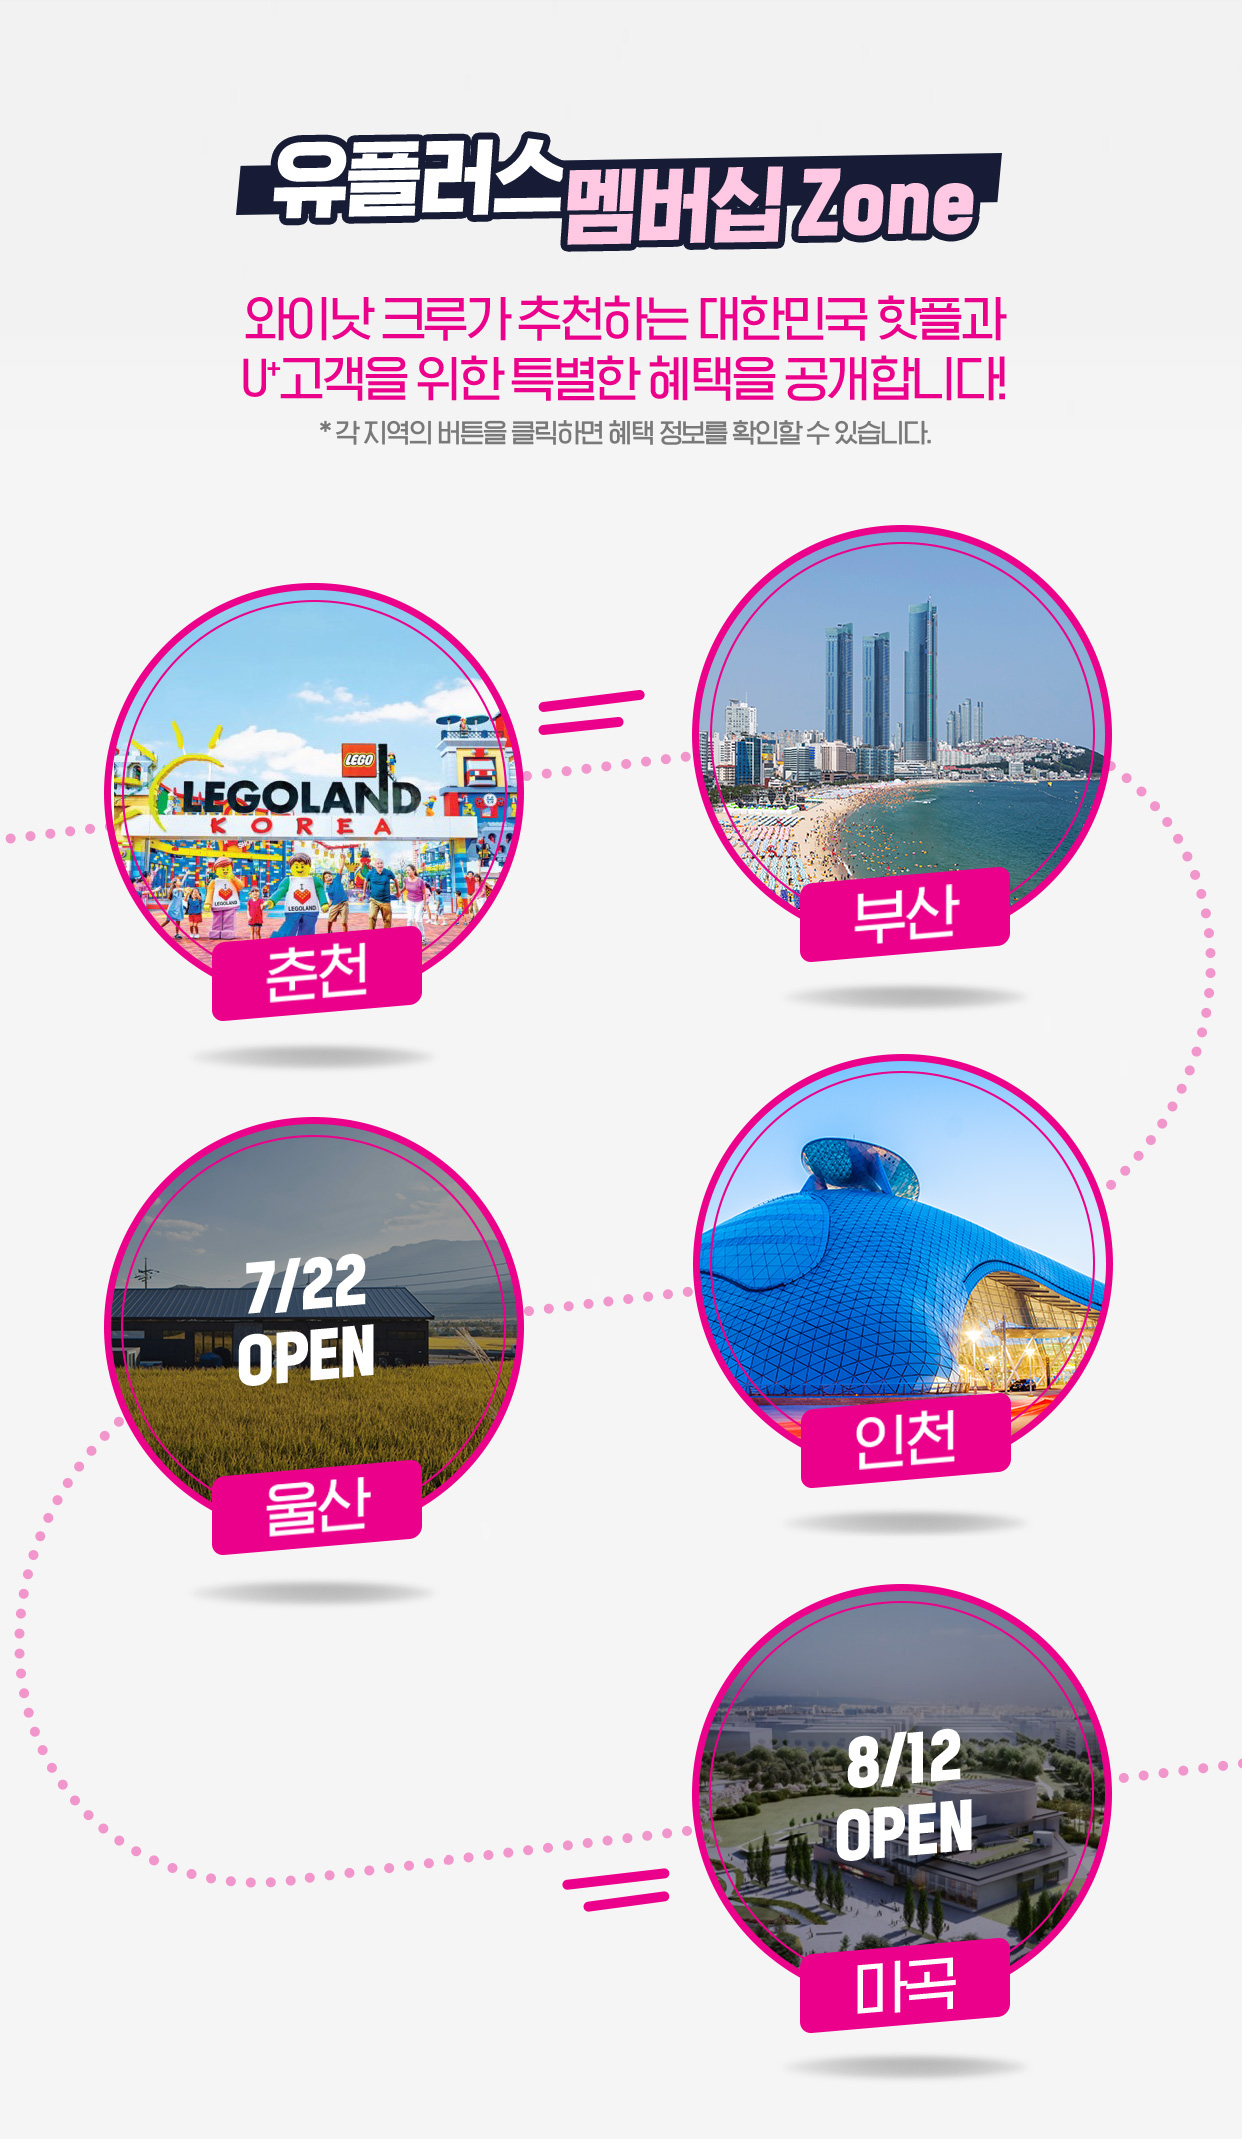 유플러스 멤버십 Zone
와이낫 크루가 추천하는 대한민국 핫플과
U+고객을 위한 특별한 혜택을 공개합니다!
* 각 지역의 버튼을 클릭하면 혜택 정보를 확인할 수 있습니다.
LEGO
LEGOLAND
KOREA
I
LEGOLAND
I
LEGOLAND
춘천
부산
7/22
OPEN
울산
인천
8/12
OPEN
마곡